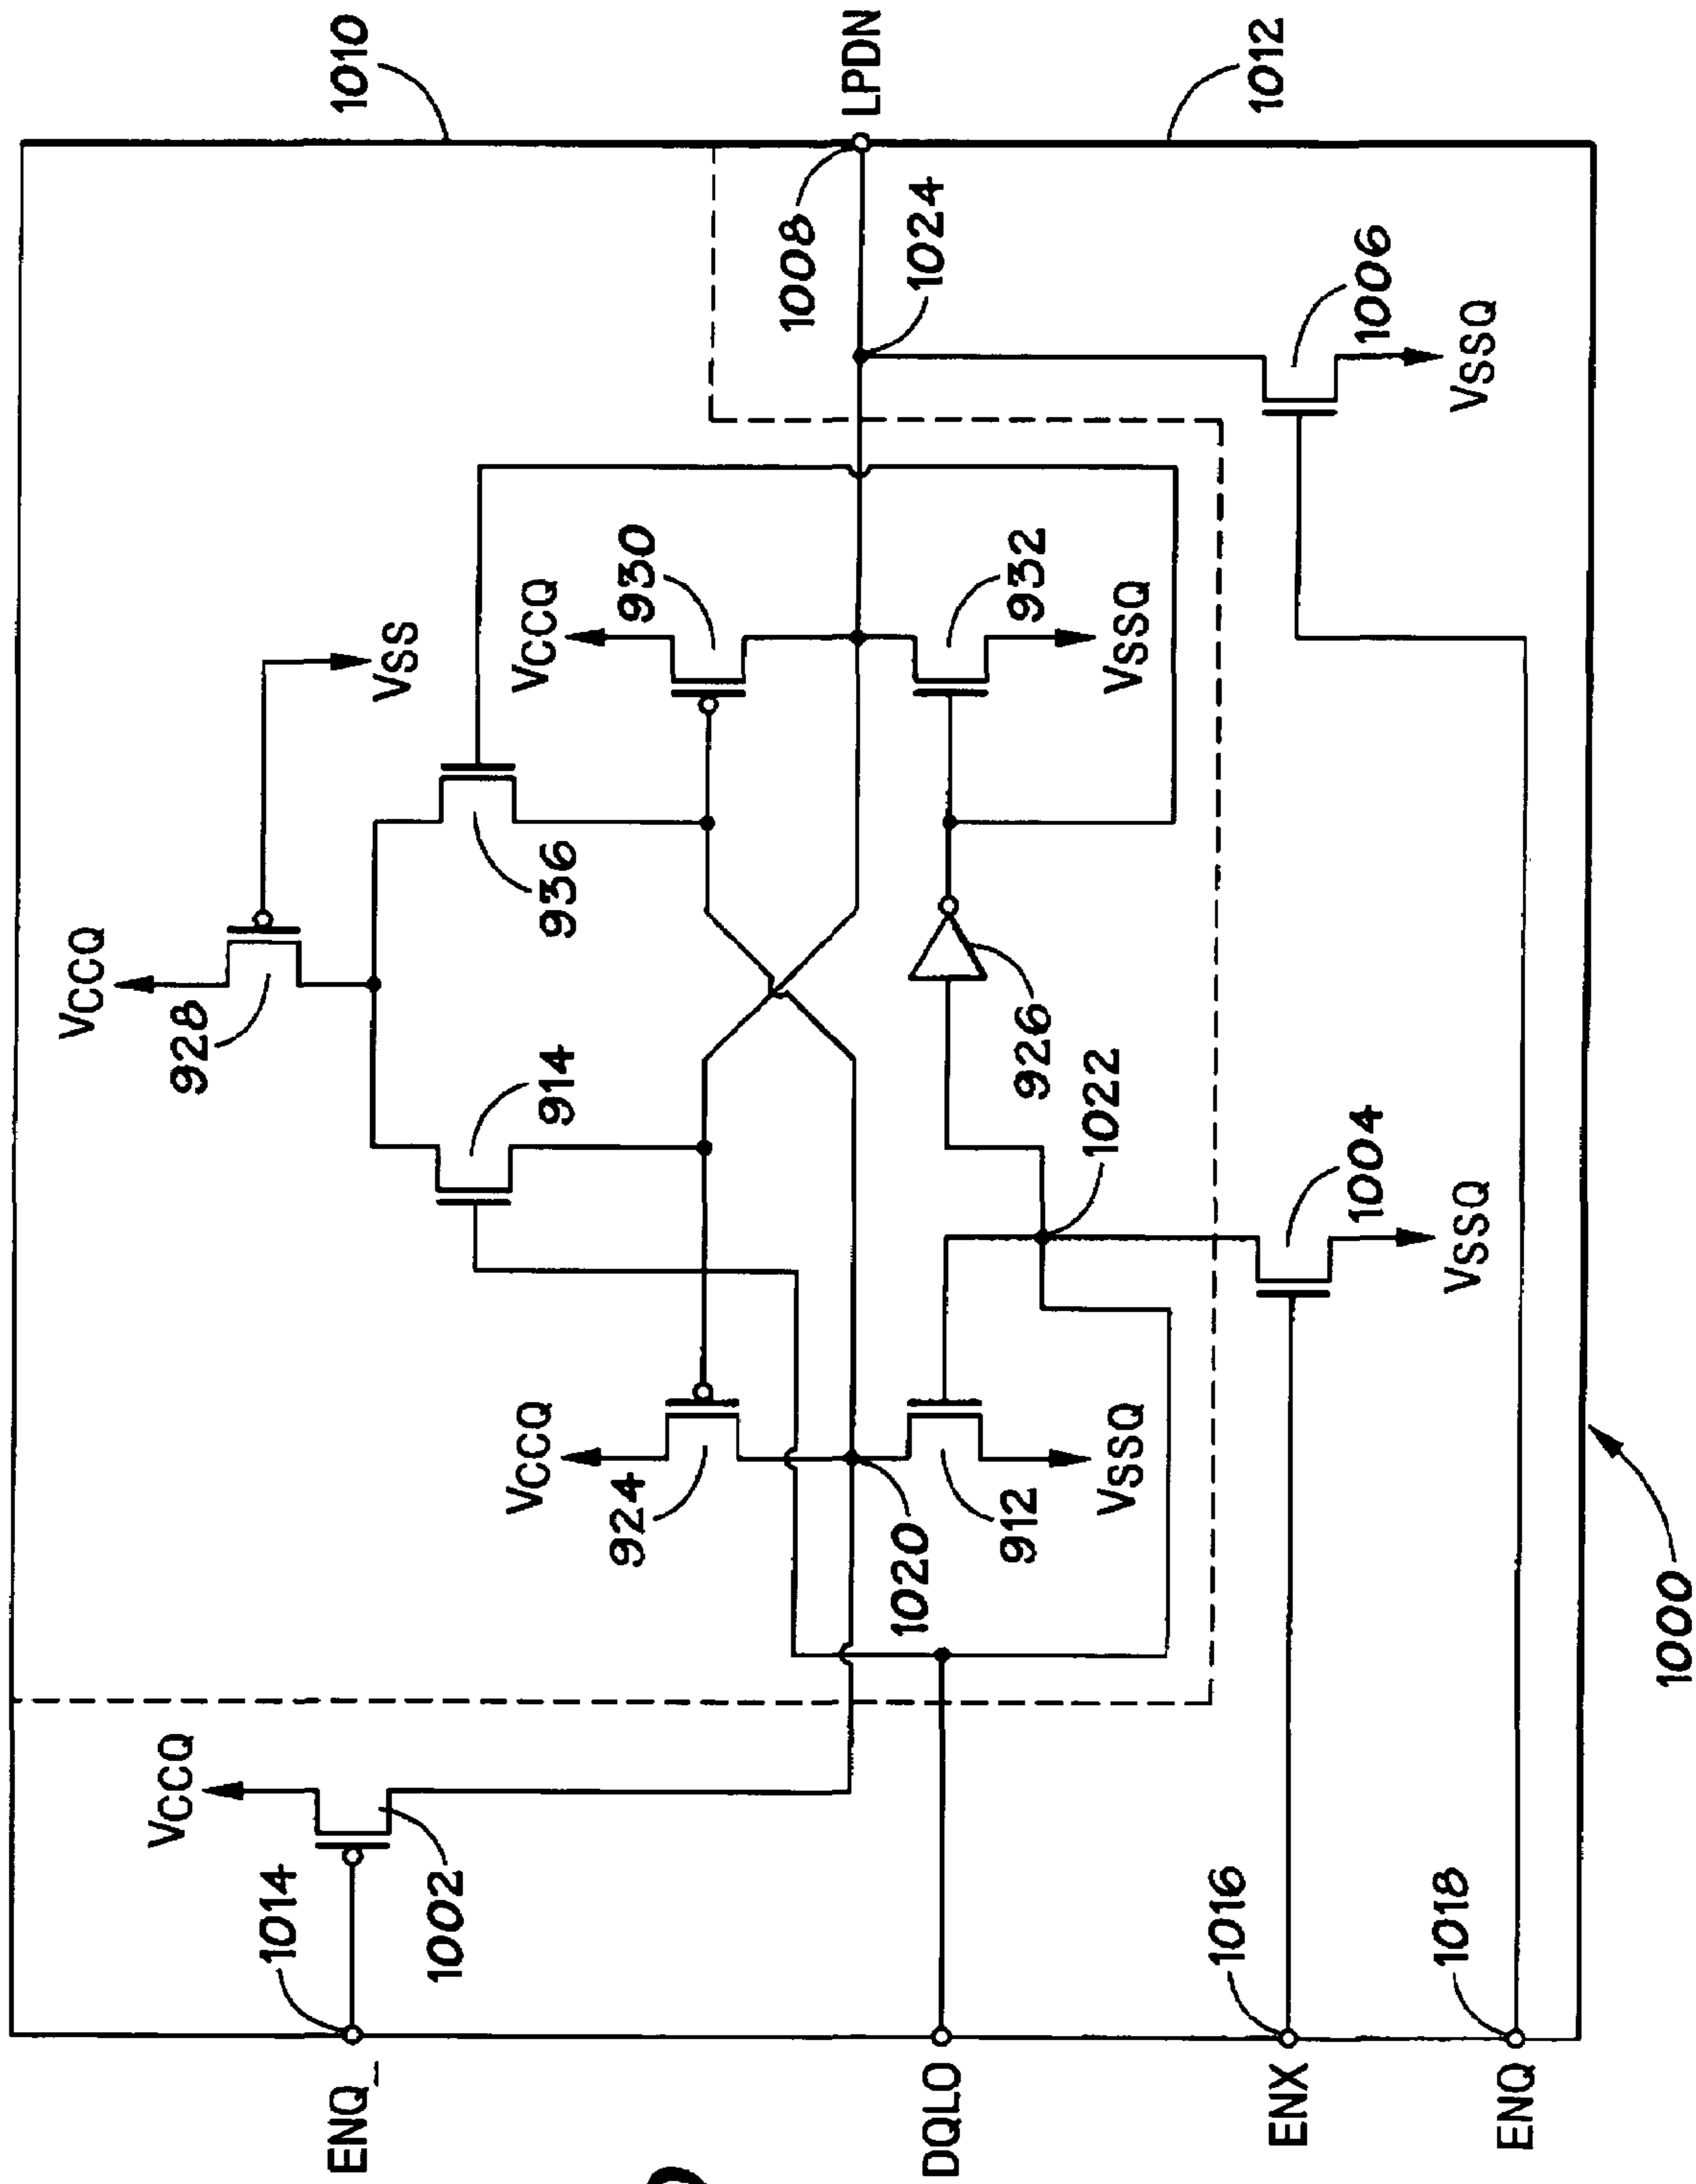 1010
VCCQ
928
VSS
VCCQ
1014
1002
914
936
VCCQ
924
VCCQ
930
1008
LPDN
1024
ENQ_
1020
912
VSSQ
926
1022
932
VSSQ
DQLO
1012
1016
ENX
1004
VSSQ
1006
VSSQ
1018
ENQ
1000